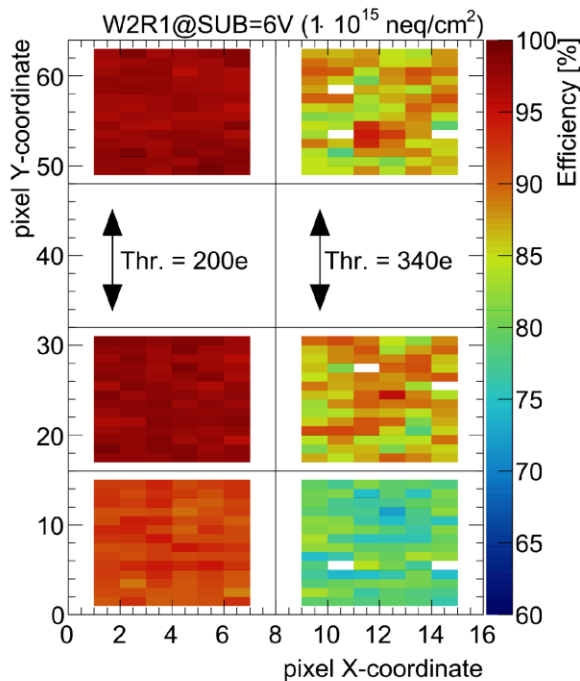 W2R1@SUB=6V (1· 10¹⁵ neq/cm²)
pixel Y-coordinate
60
50
40
30
20
10
0
Thr. = 200e
Thr. = 340e
0 2 4 6 8 10 12 14 16
pixel X-coordinate
100
95
90
85
80
75
70
65
60
Efficiency [%]